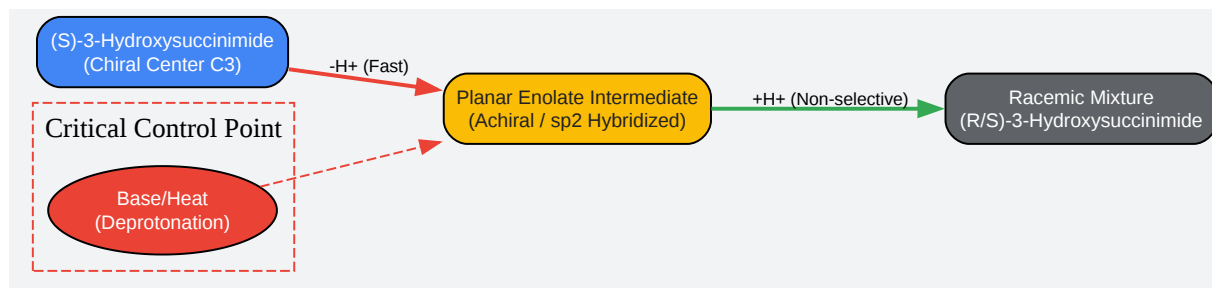 (S)-3-Hydroxysuccinimide
(Chiral Center C3)
-H+ (Fast)
Planar Enolate Intermediate
(Achiral / sp2 Hybridized)
+H+ (Non-selective)
Racemic Mixture
(R/S)-3-Hydroxysuccinimide
Critical Control Point
Base/Heat
(Deprotonation)